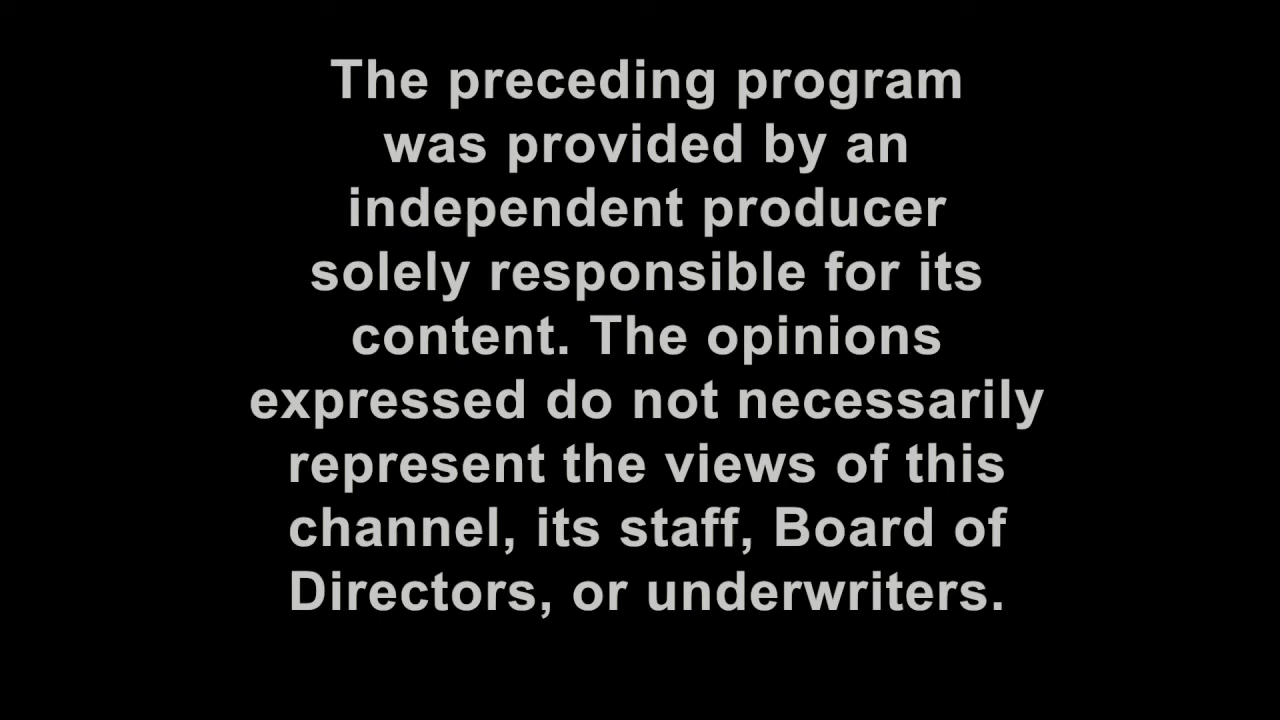 The preceding program
was provided by an
independent producer
solely responsible for its
content. The opinions
expressed do not necessarily
represent the views of this
channel, its staff, Board of
Directors, or underwriters.